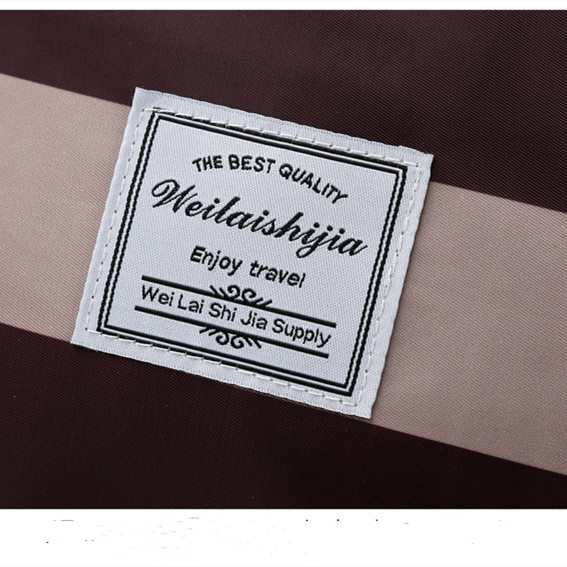 THE BEST QUALITY
Weilaishijia
Enjoy travel
Wei Lai Shi Jia Supply